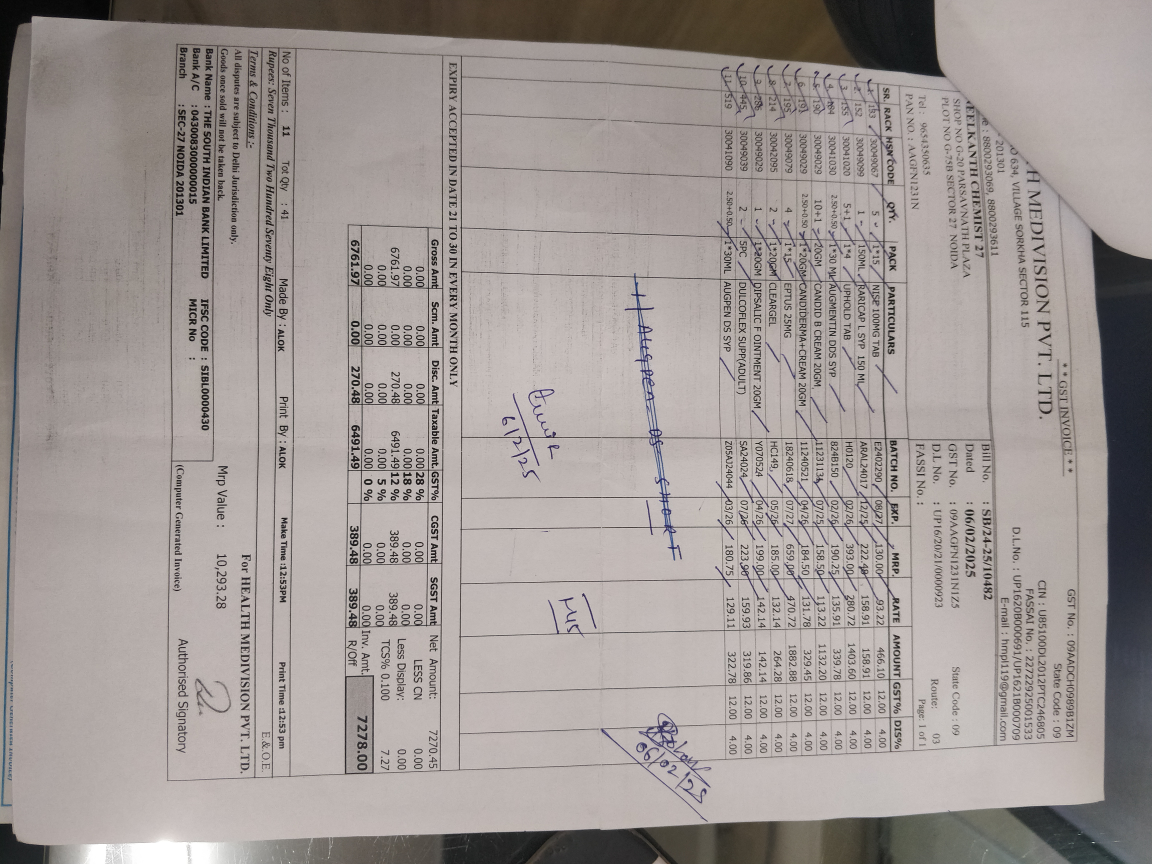 ** GST INVOICE **
GST No. : 09AADCH0989B1ZM
State Code : 09
CIN : U85100DL2012PTC246805
FASSAI No. : 22722925001533
D.L.No. : UP1620B000691/UP1621B000709
E-mail : hmpl119@gmail.com
H MEDIVISION PVT. LTD.
O 634, VILLAGE SORKHA SECTOR 115
201301
e : 8800293069, 8800293611
EELKANTH CHEMIST 27
SHOP NO G-20 PARSAVNATH PLAZA
PLOT NO G-75B SECTOR 27 NOIDA
Tel : 9654350635
PAN NO. : AAGFN1231N
Bill No. : SB/24-25/10482
Dated : 06/02/2025
GST No. : 09AAGFN1231N1Z5 State Code : 09
D.L No. : UP16/20/21/0000923 Route: 03
FASSI No. : Page: 1 of 1
SR. RACK HSN CODE QTY. PACK PARTICULARS BATCH NO. EXP. MRP RATE AMOUNT GST% DIS%
30049067 5 1*15 NISP 100MG TAB E2402290 08/27 130.00 93.22 466.10 12.00 4.00
2 152 30049099 1 150ML RARICAP L SYP 150 ML ARAL24017 222.48 158.91 158.91 12.00 4.00
3 155 30041020 5+1 1*4 UPHOLD TAB H0120 02/26 393.00 280.72 1403.60 12.00 4.00
4 30041030 2.50+0.50 1*30 ML AUGMENTIN DDS SYP 824B150 02/26 190.25 135.91 339.78 12.00 4.00
5 190 30049029 10+1 20GM CANDID B CREAM 20GM 07/25 158.50 113.22 1132.20 12.00 4.00
6 191 30049029 2.50+0.50 1*20GM CANDIDERMA+CREAM 20GM 11240521 04/26 184.50 131.78 329.45 12.00 4.00
7 193 30049079 4 1*15 EPTUS 25MG 18240618 07/27 659.00 470.72 1882.88 12.00 4.00
8 214 30042095 2 1*20GM CLEARGEL HC149, 05/26 185.00 132.14 264.28 12.00 4.00
9 286 30049029 1 1*20GM DIPSALIC F OINTMENT 20GM Y070524 04/26 199.00 142.14 142.14 12.00 4.00
10 445 30049039 2 5PC DULCOFLEX SUPP(ADULT) SA24024 07/26 223.90 159.93 319.86 12.00 4.00
11 519 30041090 2.50+0.50 1*30ML AUGPEN DS SYP Z05AJ24044 03/26 180.75 129.11 322.78 12.00 4.00
1 AUGPEN DS SHORT
6/2/25
06/02/25
EXPIRY ACCEPTED IN DATE 21 TO 30 IN EVERY MONTH ONLY
Gross Amt Scm Amt Disc. Amt Taxable Amt. GST% CGST Amt SGST Amt
0.00 0.00 0.00 0.00 28 % 0.00 0.00
0.00 0.00 0.00 0.00 18 % 0.00 0.00
6761.97 0.00 270.48 6491.49 12 % 389.48 389.48
0.00 0.00 0.00 0.00 5 % 0.00 0.00
0.00 0.00 0.00 0.00 0 % 0.00 0.00
6761.97 0.00 270.48 6491.49 389.48 389.48
Net Amount: 7270.45
LESS CN 0.00
Less Display: 0.00
TCS% 0.100 7.27
Inv. Amt. R/Off 7278.00
No of Items : 11 Tot Qty : 41 Made By : ALOK Print By : ALOK Make Time :12:53PM Print Time :12:53 pm
Rupees: Seven Thousand Two Hundred Seventy Eight Only E.& O.E.
Terms & Conditions :-
All disputes are subject to Delhi Jurisdiction only.
Goods once sold will not be taken back.
Mrp Value : 10,293.28
For HEALTH MEDIVISION PVT. LTD.
Bank Name : THE SOUTH INDIAN BANK LIMITED IFSC CODE : SIBL0000430
Bank A/C : 0430083000000015 MICR No :
Branch : SEC-27 NOIDA 201301
(Computer Generated Invoice)
Authorised Signatory